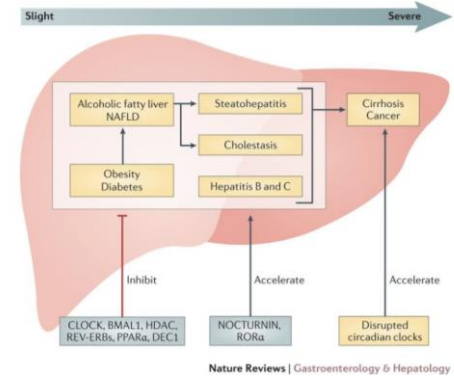 Slight
Severe
Alcoholic fatty liver
NAFLD
Steatohepatitis
Cirrhosis
Cancer
Cholestasis
Obesity
Diabetes
Hepatitis B and C
Inhibit
Accelerate
Accelerate
CLOCK, BMAL1, HDAC,
REV-ERBs, PPARα, DEC1
NOCTURNIN,
RORα
Disrupted
circadian clocks
Nature Reviews | Gastroenterology & Hepatology